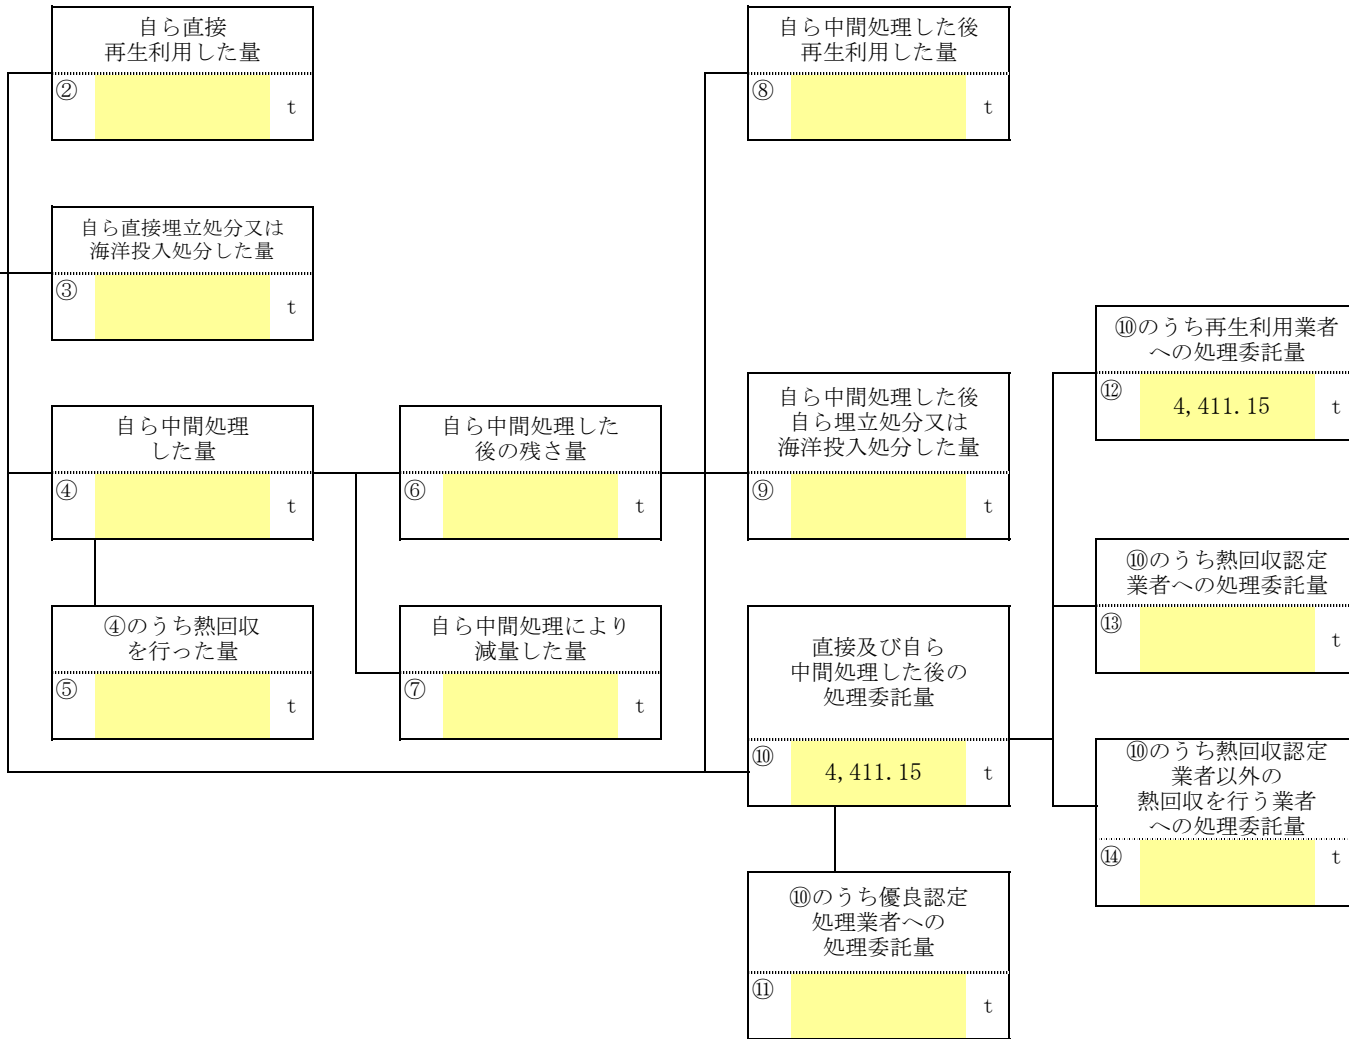 自ら直接
再生利用した量
② t
自ら中間処理した後
再生利用した量
⑧ t
自ら直接埋立処分又は
海洋投入処分した量
③ t
⑩のうち再生利用業者
への処理委託量
⑫ 4,411.15 t
自ら中間処理
した量
④ t
自ら中間処理した
後の残さ量
⑥ t
自ら中間処理した後
自ら埋立処分又は
海洋投入処分した量
⑨ t
⑩のうち熱回収認定
業者への処理委託量
⑬ t
④のうち熱回収
を行った量
⑤ t
自ら中間処理により
減量した量
⑦ t
直接及び自ら
中間処理した後の
処理委託量
⑩ 4,411.15 t
⑩のうち熱回収認定
業者以外の
熱回収を行う業者
への処理委託量
⑭ t
⑩のうち優良認定
処理業者への
処理委託量
⑪ t